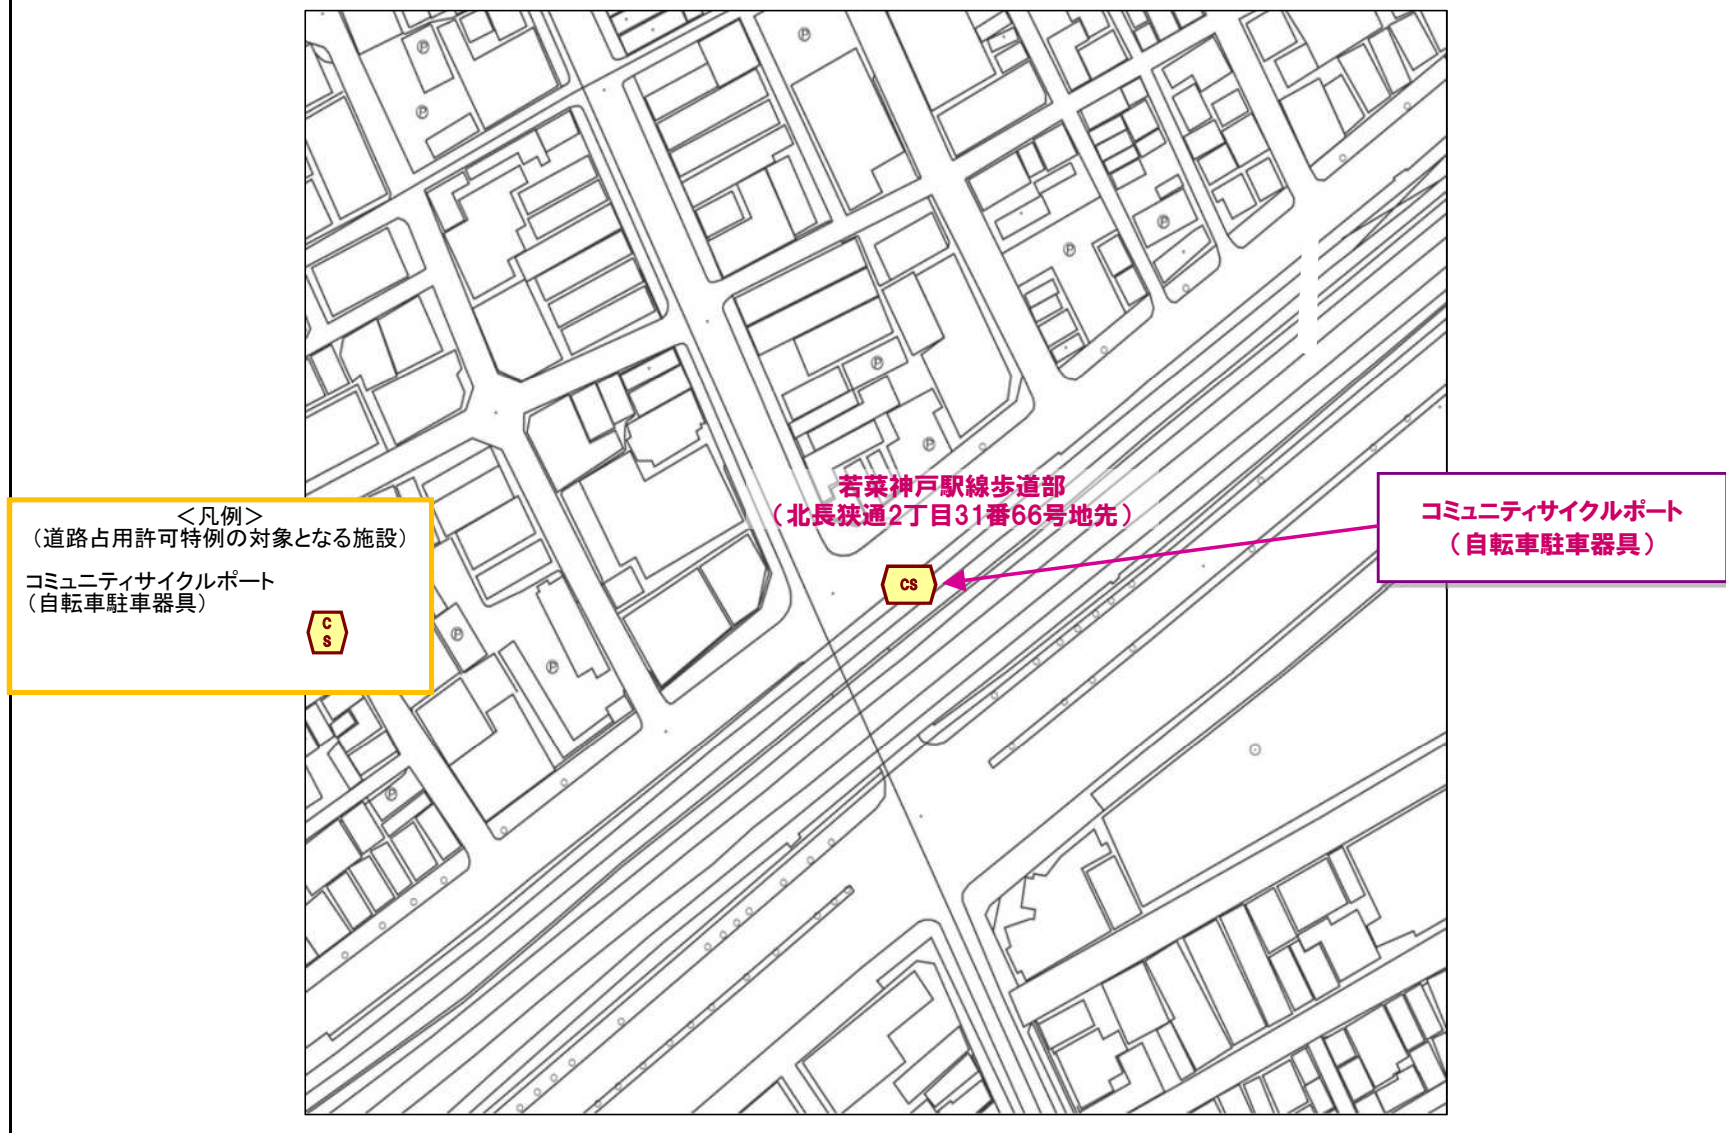 ＜凡例＞
（道路占用許可特例の対象となる施設）
コミュニティサイクルポート
（自転車駐車器具）
C
S
若菜神戸駅線歩道部
（北長狭通2丁目31番66号地先）
CS
コミュニティサイクルポート
（自転車駐車器具）
P
P
P
P
P
P
P
P
P
P